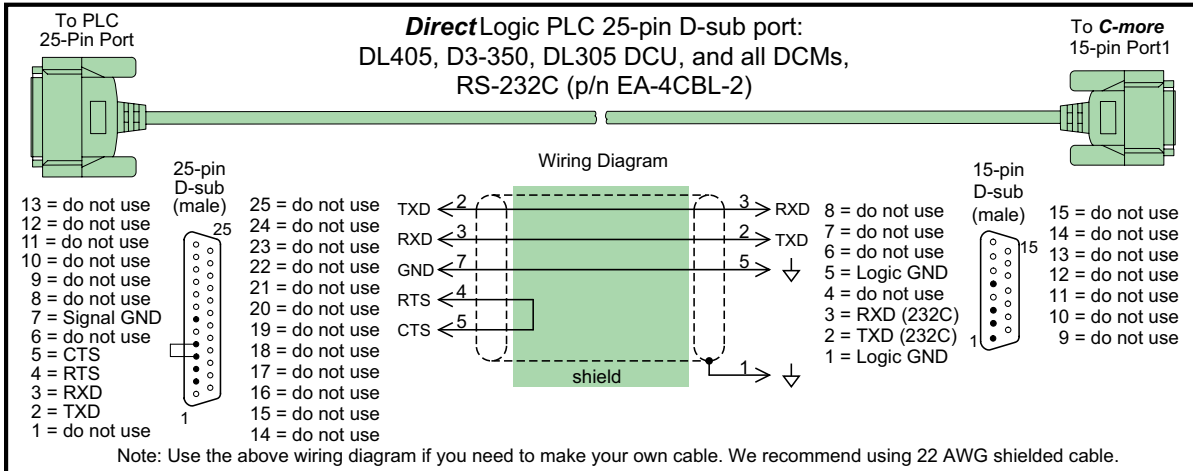 To PLC
25-Pin Port
DirectLogic PLC 25-pin D-sub port:
DL405, D3-350, DL305 DCU, and all DCMs,
RS-232C (p/n EA-4CBL-2)
To C-more
15-pin Port1
Wiring Diagram
25-pin
D-sub
(male)
13 = do not use
12 = do not use
11 = do not use
10 = do not use
9 = do not use
8 = do not use
7 = Signal GND
6 = do not use
5 = CTS
4 = RTS
3 = RXD
2 = TXD
1 = do not use
25
1
25 = do not use
24 = do not use
23 = do not use
22 = do not use
21 = do not use
20 = do not use
19 = do not use
18 = do not use
17 = do not use
16 = do not use
15 = do not use
14 = do not use
TXD 2 3 RXD
RXD 3 2 TXD
GND 7 5
RTS 4
CTS 5
shield
1
8 = do not use
7 = do not use
6 = do not use
5 = Logic GND
4 = do not use
3 = RXD (232C)
2 = TXD (232C)
1 = Logic GND
15-pin
D-sub
(male)
15
1
15 = do not use
14 = do not use
13 = do not use
12 = do not use
11 = do not use
10 = do not use
9 = do not use
Note: Use the above wiring diagram if you need to make your own cable. We recommend using 22 AWG shielded cable.